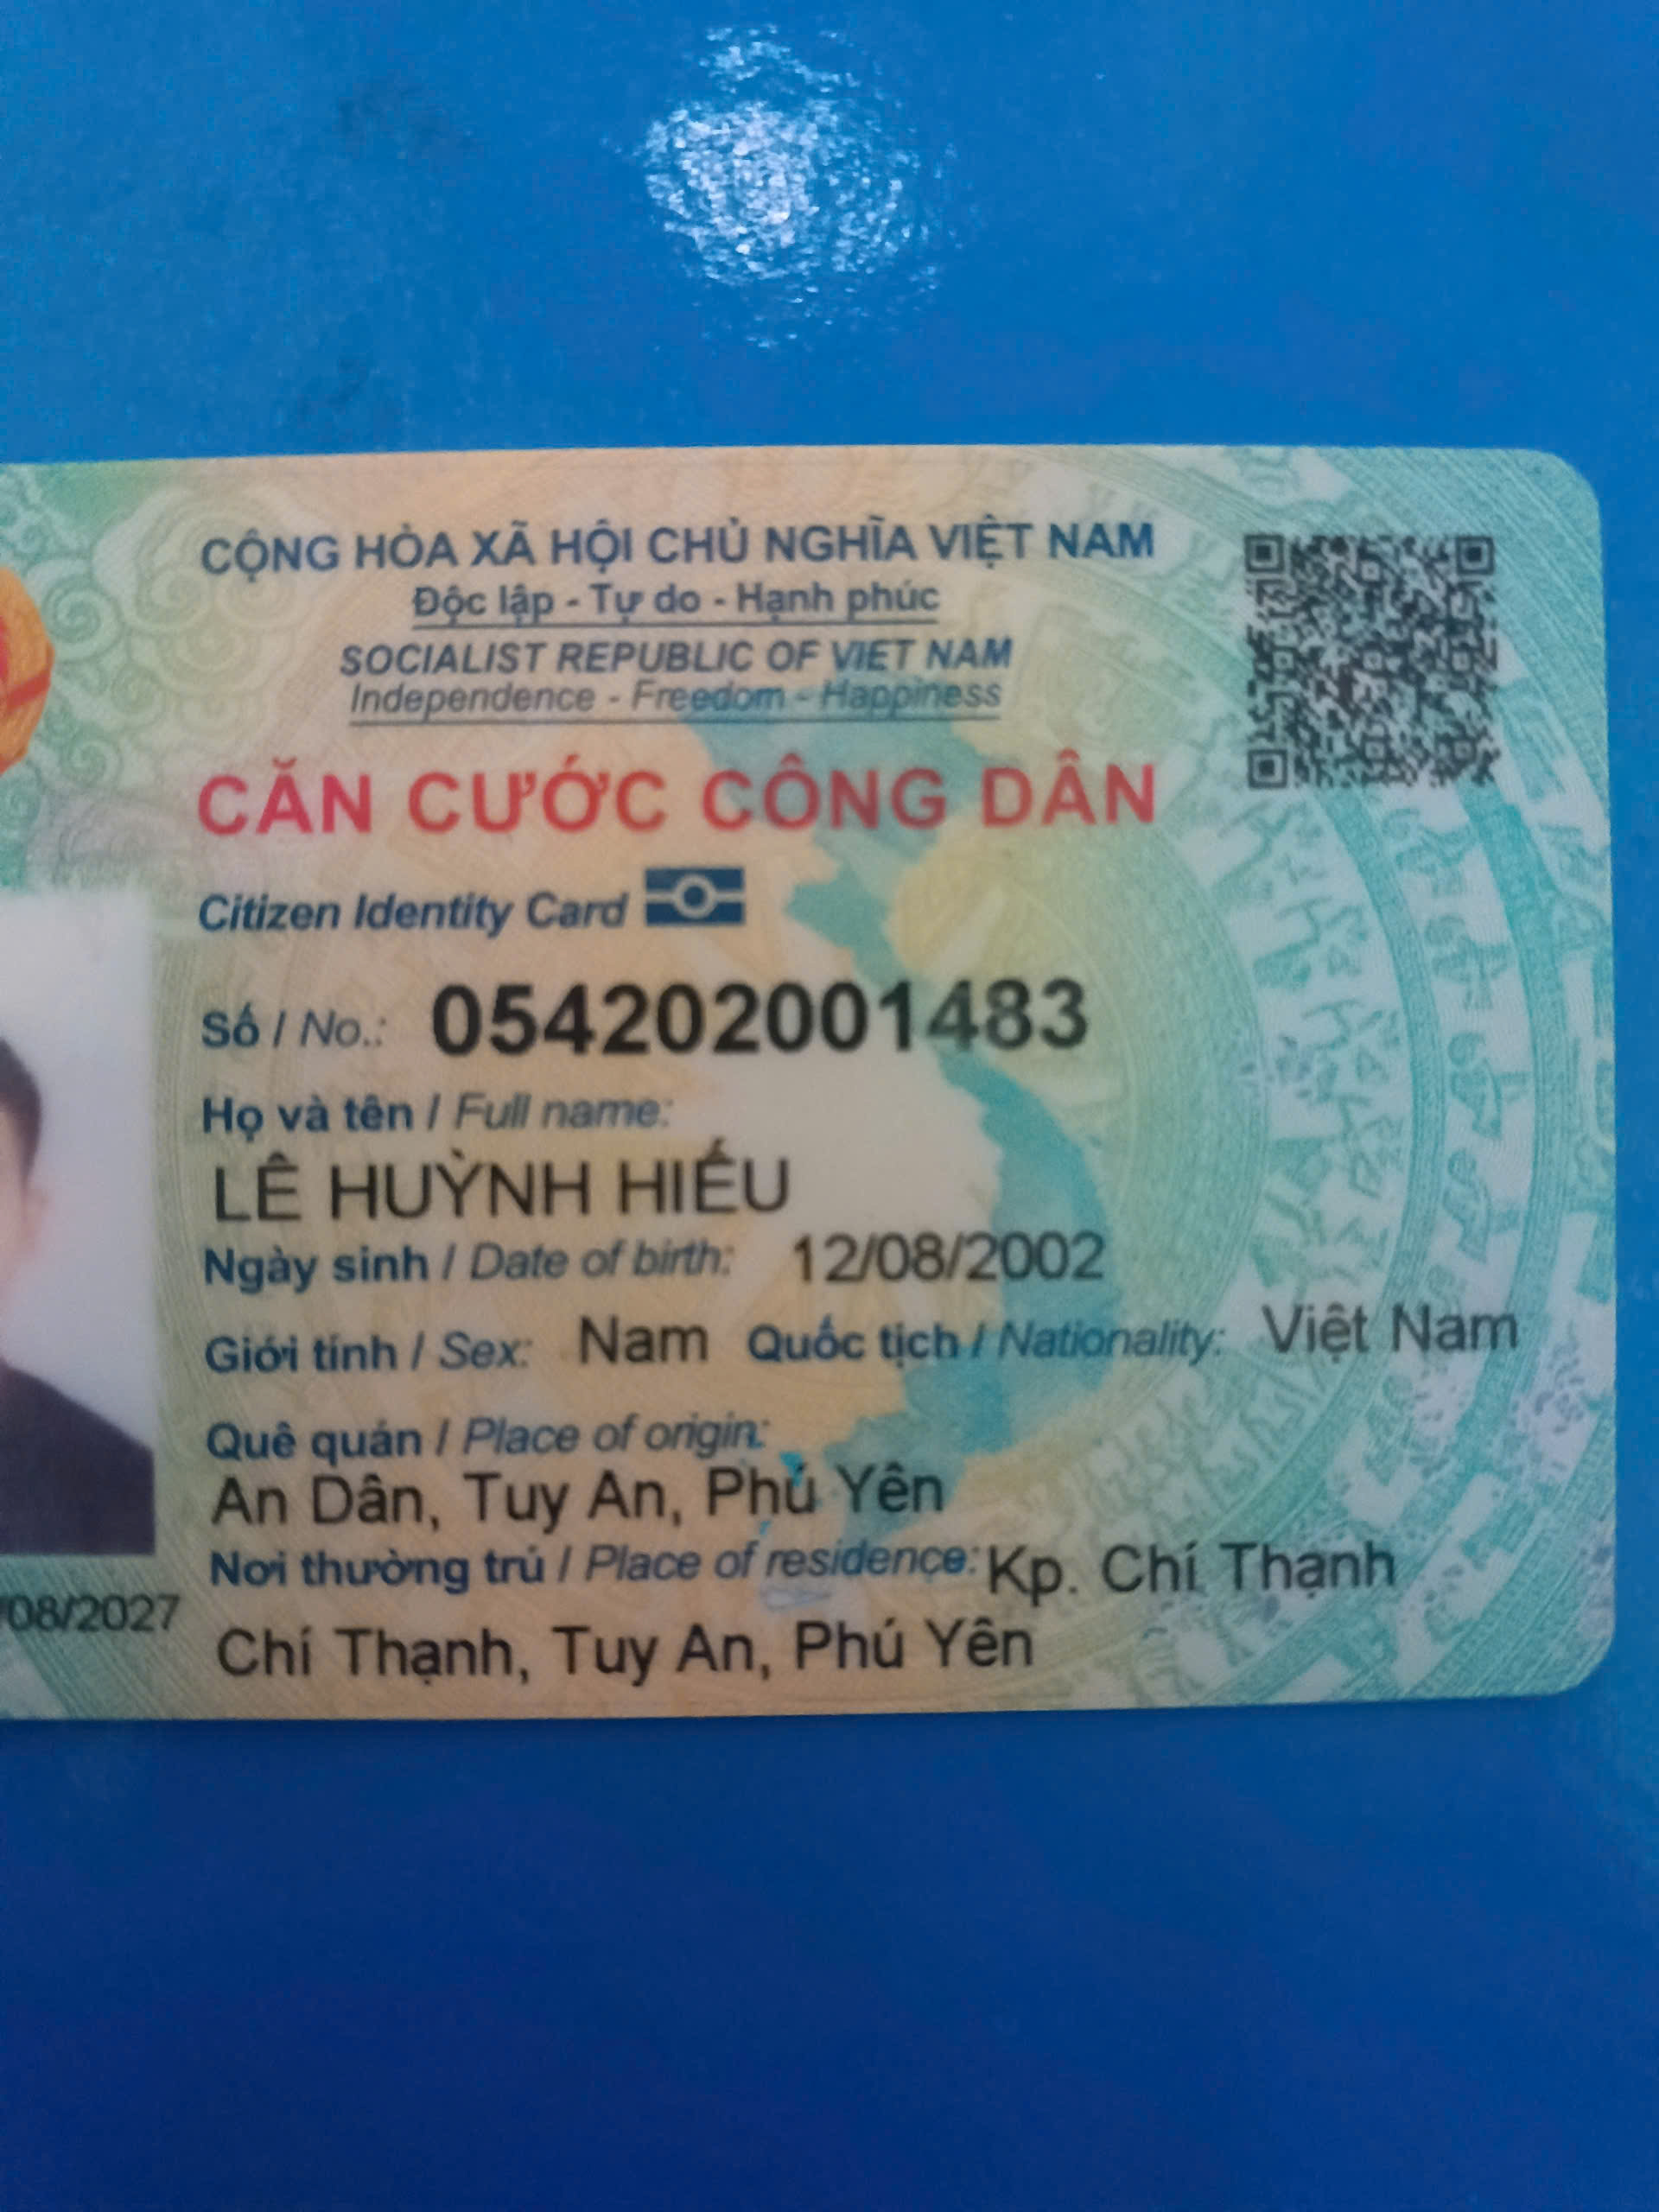 CỘNG HÒA XÃ HỘI CHỦ NGHĨA VIỆT NAM
Độc lập - Tự do - Hạnh phúc
SOCIALIST REPUBLIC OF VIET NAM
Independence - Freedom - Happiness
CĂN CƯỚC CÔNG DÂN
Citizen Identity Card
Số / No.: 054202001483
Họ và tên / Full name:
LÊ HUỲNH HIẾU
Ngày sinh / Date of birth: 12/08/2002
Giới tính / Sex: Nam Quốc tịch / Nationality: Việt Nam
Quê quán / Place of origin:
An Dân, Tuy An, Phú Yên
Nơi thường trú / Place of residence: Kp. Chí Thạnh
/08/2027
Chí Thạnh, Tuy An, Phú Yên